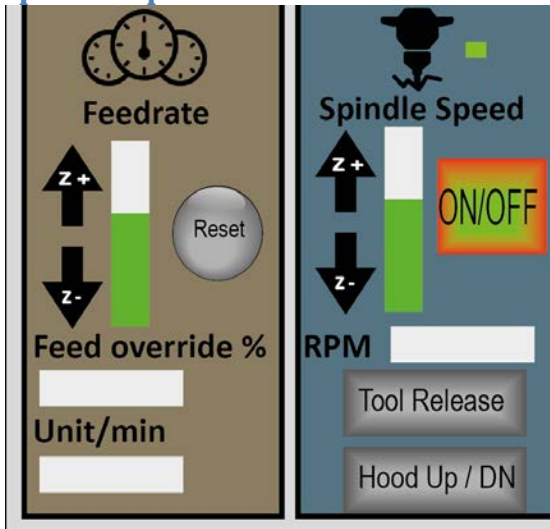 Feedrate
Z+
Reset
Z-
Feed override %
Unit/min
Spindle Speed
Z+
ON/OFF
Z-
RPM
Tool Release
Hood Up / DN